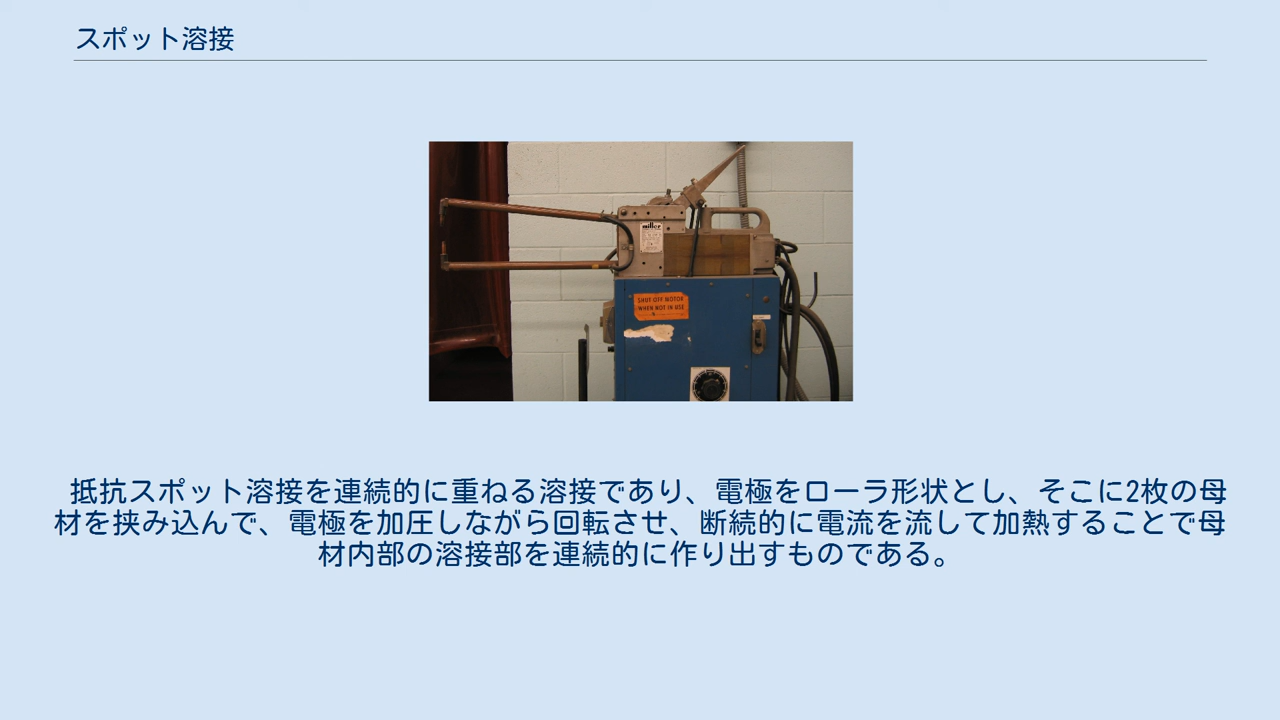 スポット溶接
miller
SHUT OFF MOTOR
WHEN NOT IN USE
抵抗スポット溶接を連続的に重ねる溶接であり、電極をローラ形状とし、そこに2枚の母
材を挟み込んで、電極を加圧しながら回転させ、断続的に電流を流して加熱することで母
材内部の溶接部を連続的に作り出すものである。